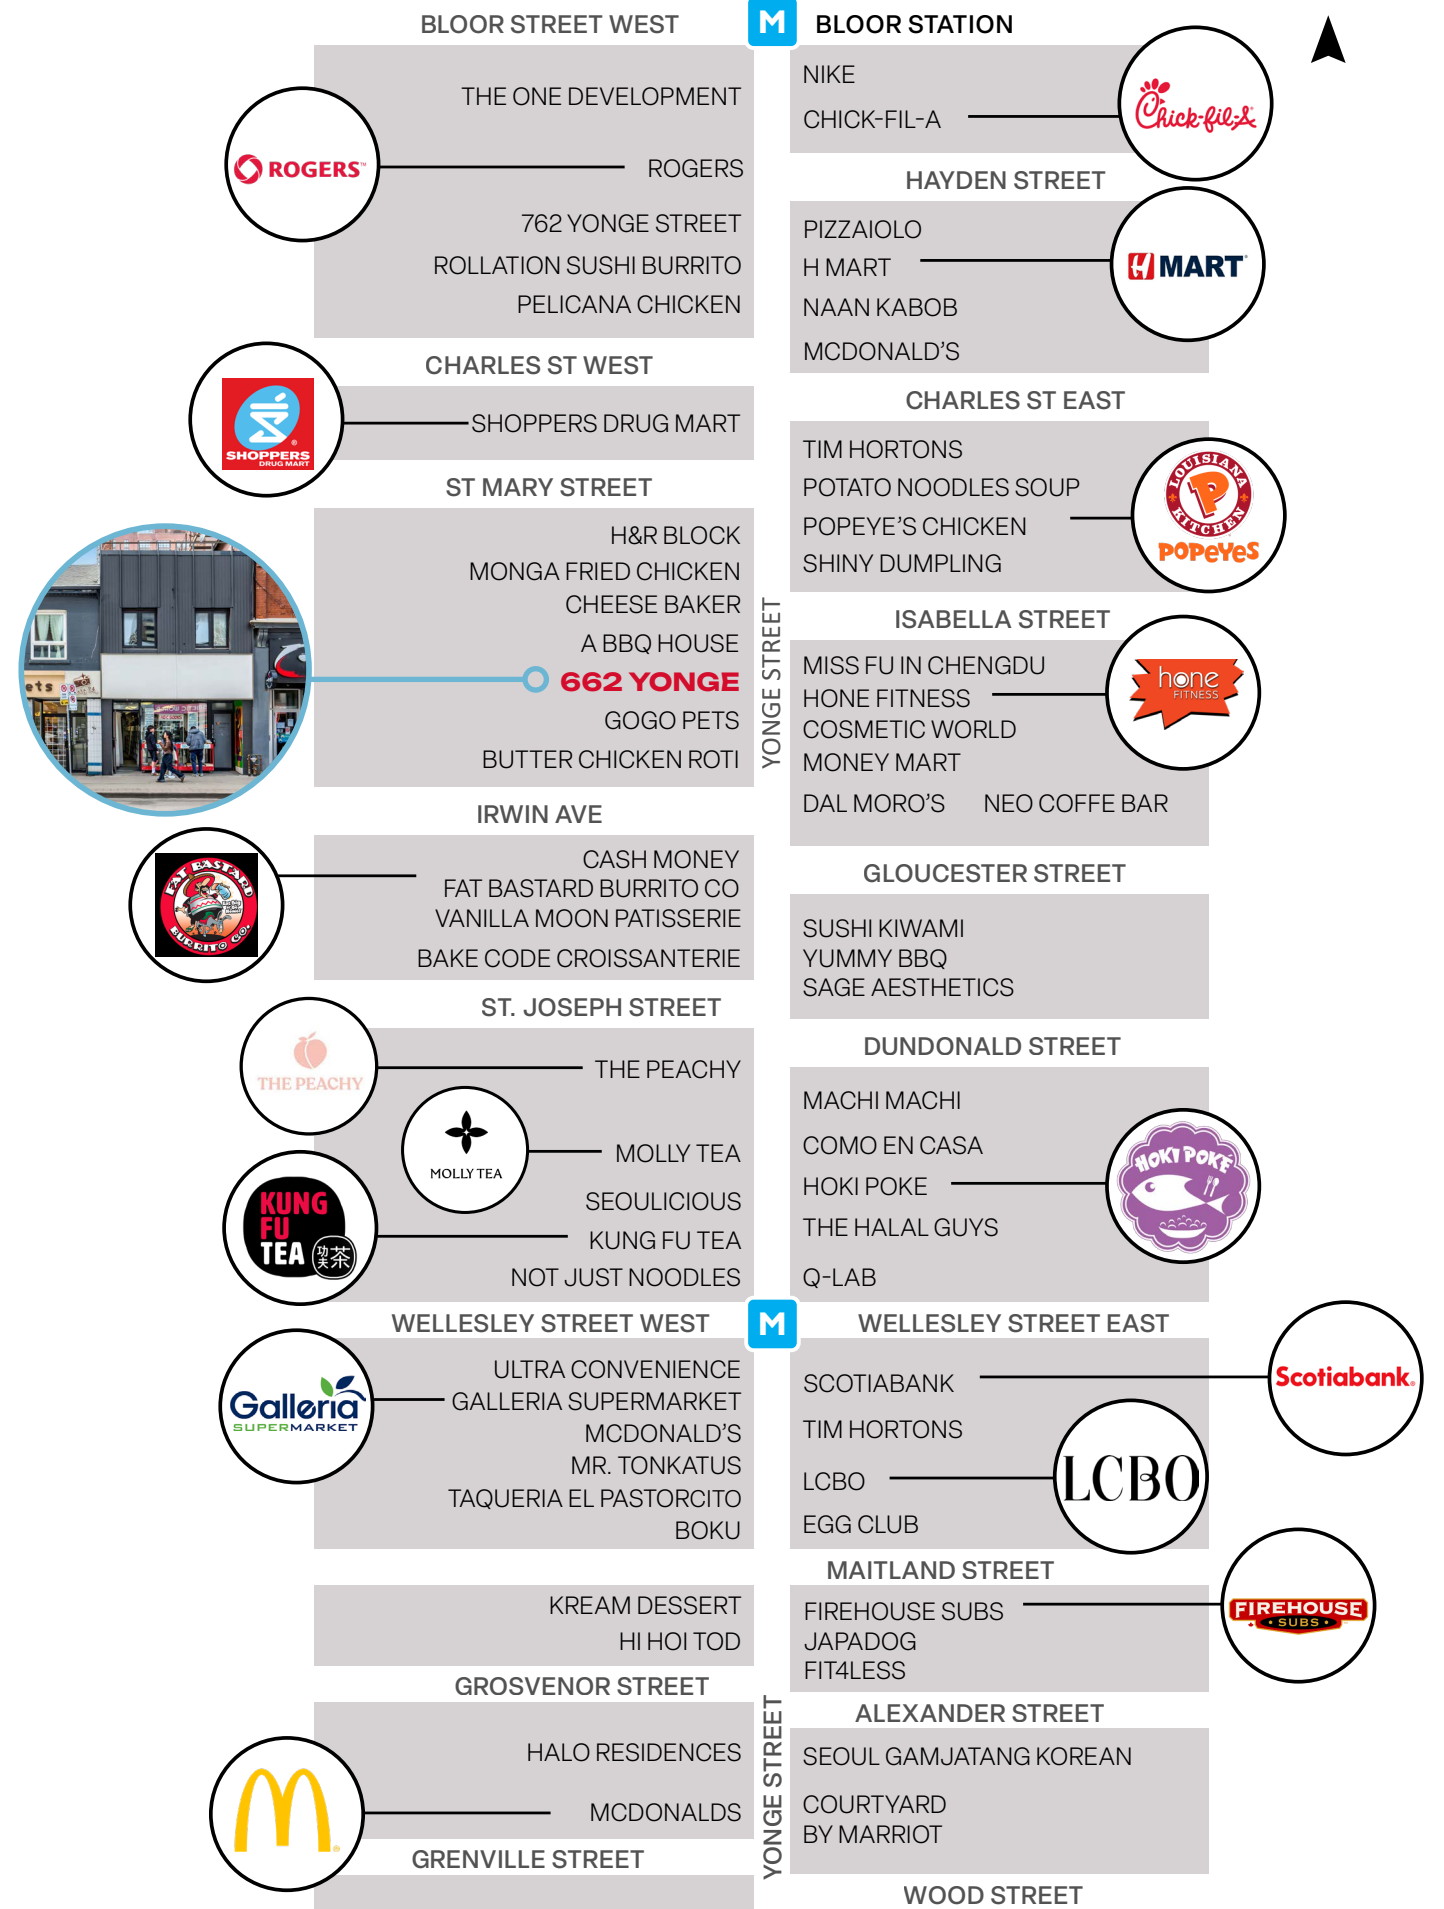 BLOOR STREET WEST
M
BLOOR STATION
THE ONE DEVELOPMENT
ROGERS™
ROGERS
762 YONGE STREET
ROLLATION SUSHI BURRITO
PELICANA CHICKEN
NIKE
CHICK-FIL-A
Chick-fil-A
HAYDEN STREET
PIZZAIOLO
H MART
H MART
NAAN KABOB
MCDONALD'S
CHARLES ST WEST
SHOPPERS
DRUG MART
SHOPPERS DRUG MART
CHARLES ST EAST
TIM HORTONS
POTATO NOODLES SOUP
POPEYE'S CHICKEN
SHINY DUMPLING
LOUISIANA
KITCHEN
POPEYES
ST MARY STREET
H&R BLOCK
MONGA FRIED CHICKEN
CHEESE BAKER
A BBQ HOUSE
662 YONGE
GOGO PETS
BUTTER CHICKEN ROTI
ets
YONGE STREET
ISABELLA STREET
MISS FU IN CHENGDU
HONE FITNESS
COSMETIC WORLD
MONEY MART
DAL MORO'S NEO COFFE BAR
hone
FITNESS
IRWIN AVE
CASH MONEY
FAT BASTARD BURRITO CO
VANILLA MOON PATISSERIE
BAKE CODE CROISSANTERIE
FAT BASTARD
BURRITO CO.
GLOUCESTER STREET
SUSHI KIWAMI
YUMMY BBQ
SAGE AESTHETICS
ST. JOSEPH STREET
THE PEACHY
THE PEACHY
MOLLY TEA
MOLLY TEA
SEOULICIOUS
KUNG FU TEA
NOT JUST NOODLES
KUNG
FU
TEA
功夫茶
DUNDONALD STREET
MACHI MACHI
COMO EN CASA
HOKI POKE
THE HALAL GUYS
Q-LAB
HOKI POKÉ
WELLESLEY STREET WEST
M
WELLESLEY STREET EAST
ULTRA CONVENIENCE
GALLERIA SUPERMARKET
MCDONALD'S
MR. TONKATUS
TAQUERIA EL PASTORCITO
BOKU
Galleria
SUPERMARKET
SCOTIABANK
Scotiabank
TIM HORTONS
LCBO
LCBO
EGG CLUB
MAITLAND STREET
KREAM DESSERT
HI HOI TOD
FIREHOUSE SUBS
JAPADOG
FIT4LESS
FIREHOUSE
SUBS
GROSVENOR STREET
HALO RESIDENCES
MCDONALDS
YONGE STREET
ALEXANDER STREET
SEOUL GAMJATANG KOREAN
COURTYARD
BY MARRIOT
GRENVILLE STREET
WOOD STREET